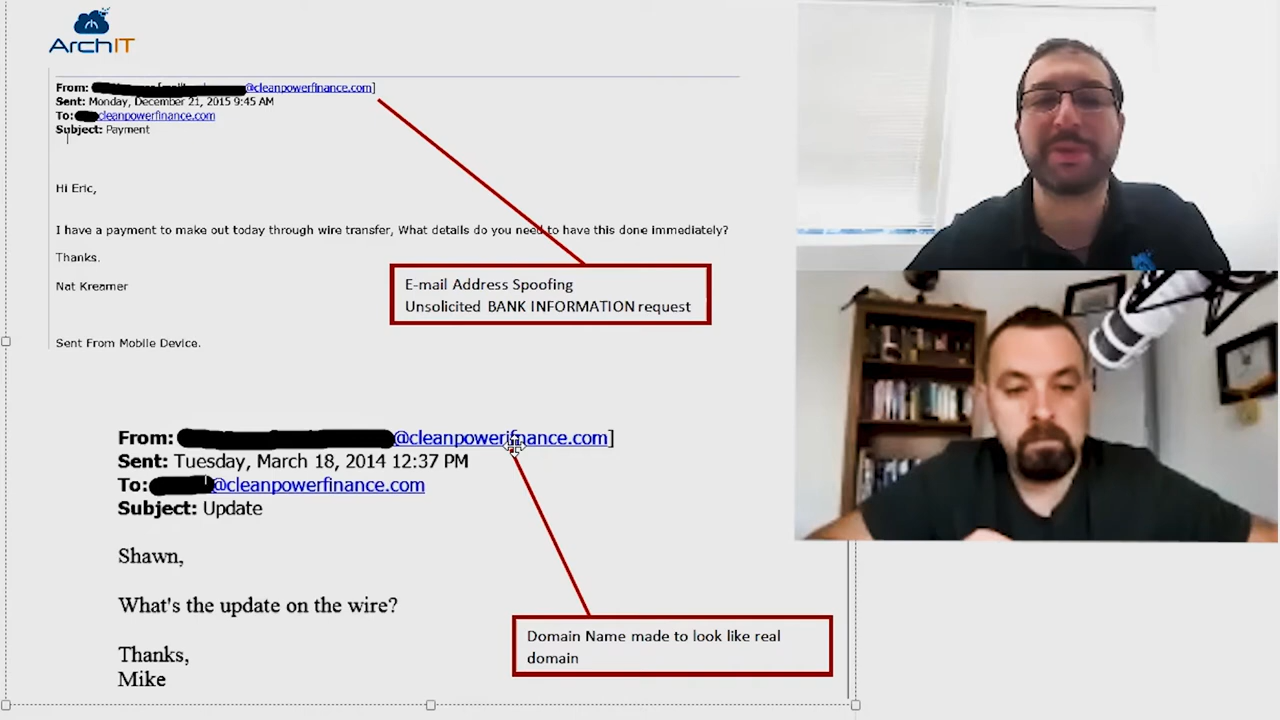 ArchIT
From: @cleanpowerfinance.com]
Sent: Monday, December 21, 2015 9:45 AM
To: cleanpowerfinance.com
Subject: Payment
Hi Eric,
I have a payment to make out today through wire transfer, What details do you need to have this done immediately?
Thanks.
Nat Kreamer
Sent From Mobile Device.
E-mail Address Spoofing
Unsolicited BANK INFORMATION request
From: @cleanpowerifnance.com]
Sent: Tuesday, March 18, 2014 12:37 PM
To: @cleanpowerfinance.com
Subject: Update
Shawn,
What's the update on the wire?
Thanks,
Mike
Domain Name made to look like real
domain